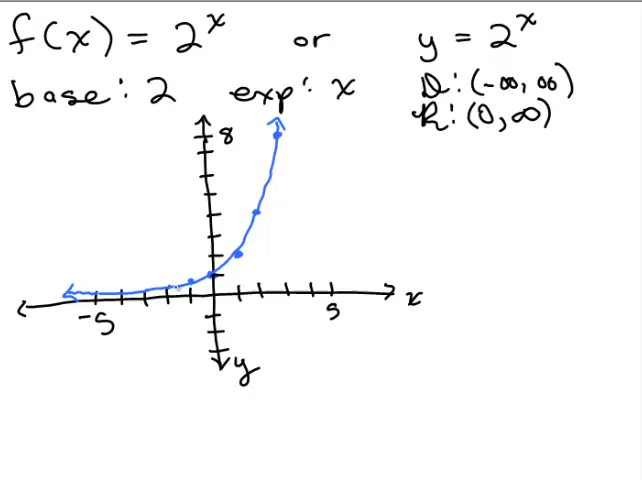 f(x) = 2^x or y = 2^x
base: 2 exp: x D: (-∞, ∞)
R: (0, ∞)
8
x
-5 5
y